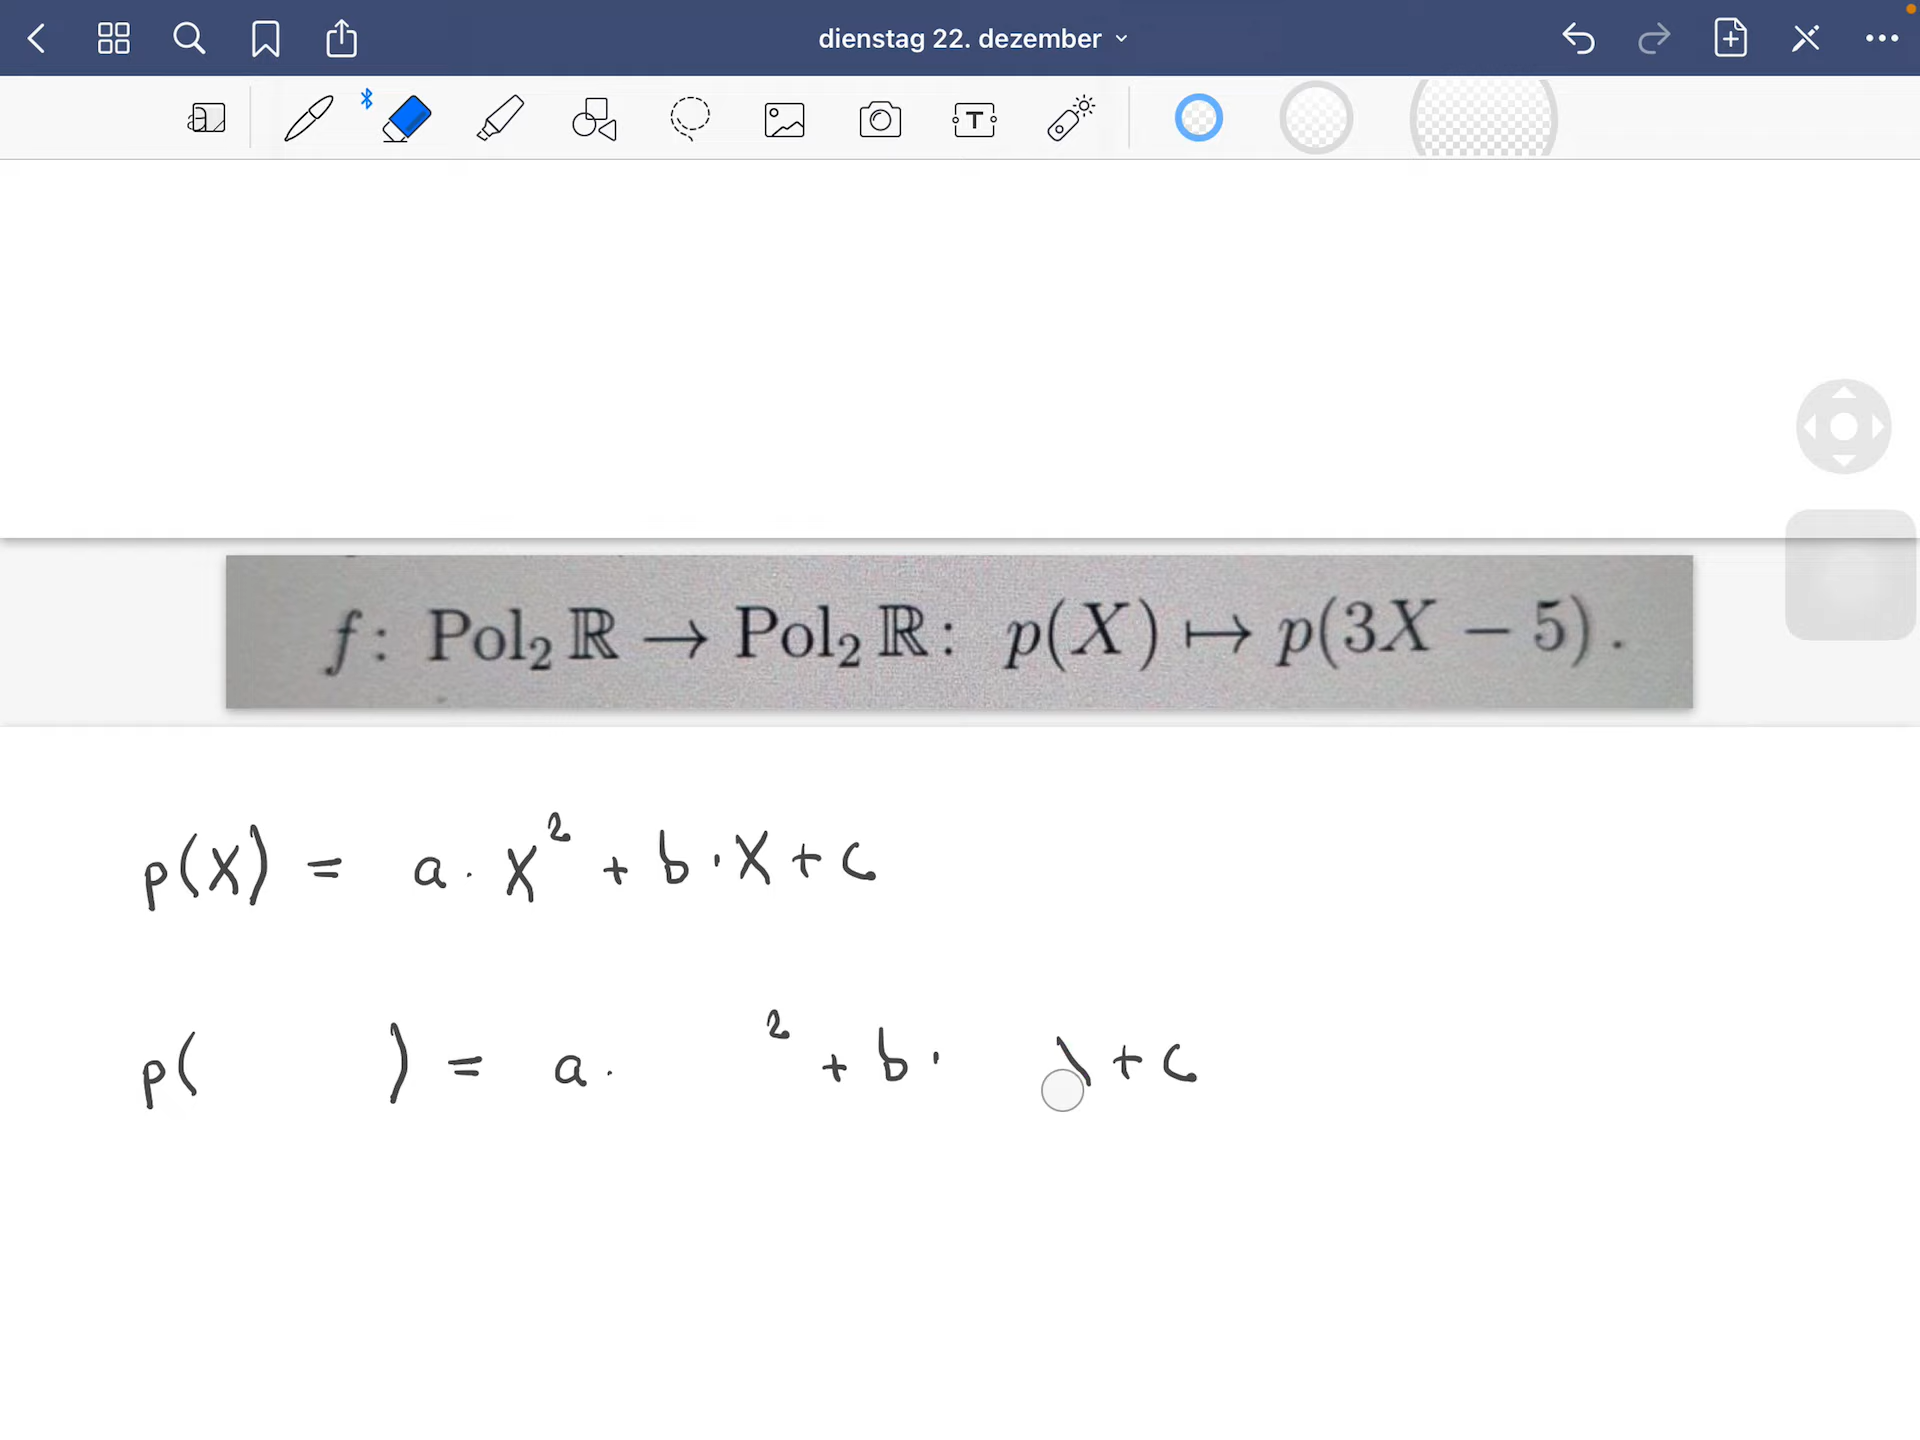 dienstag 22. dezember
f: Pol₂ ℝ → Pol₂ ℝ: p(X) ↦ p(3X − 5).
p(X) = a · X² + b · X + c
p( ) = a · ² + b · ) + c